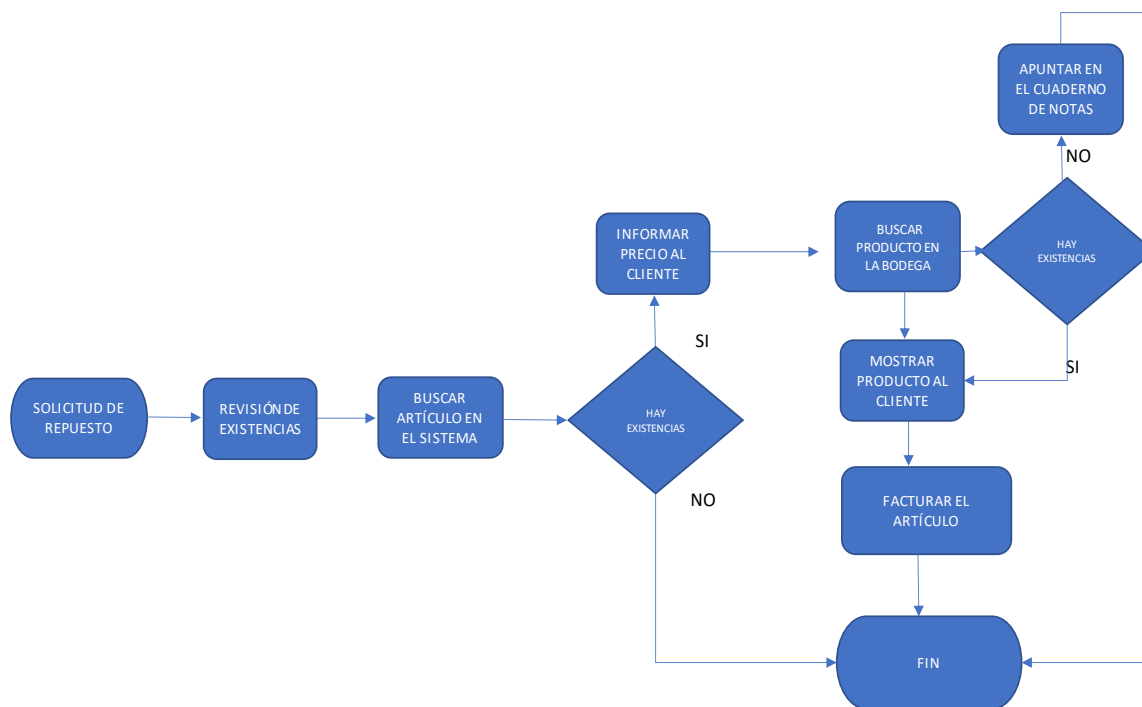 SOLICITUD DE
REPUESTO
REVISIÓN DE
EXISTENCIAS
BUSCAR
ARTÍCULO EN
EL SISTEMA
HAY
EXISTENCIAS
SI
NO
INFORMAR
PRECIO AL
CLIENTE
BUSCAR
PRODUCTO EN
LA BODEGA
HAY
EXISTENCIAS
NO
SI
APUNTAR EN
EL CUADERNO
DE NOTAS
MOSTRAR
PRODUCTO AL
CLIENTE
FACTURAR EL
ARTÍCULO
FIN